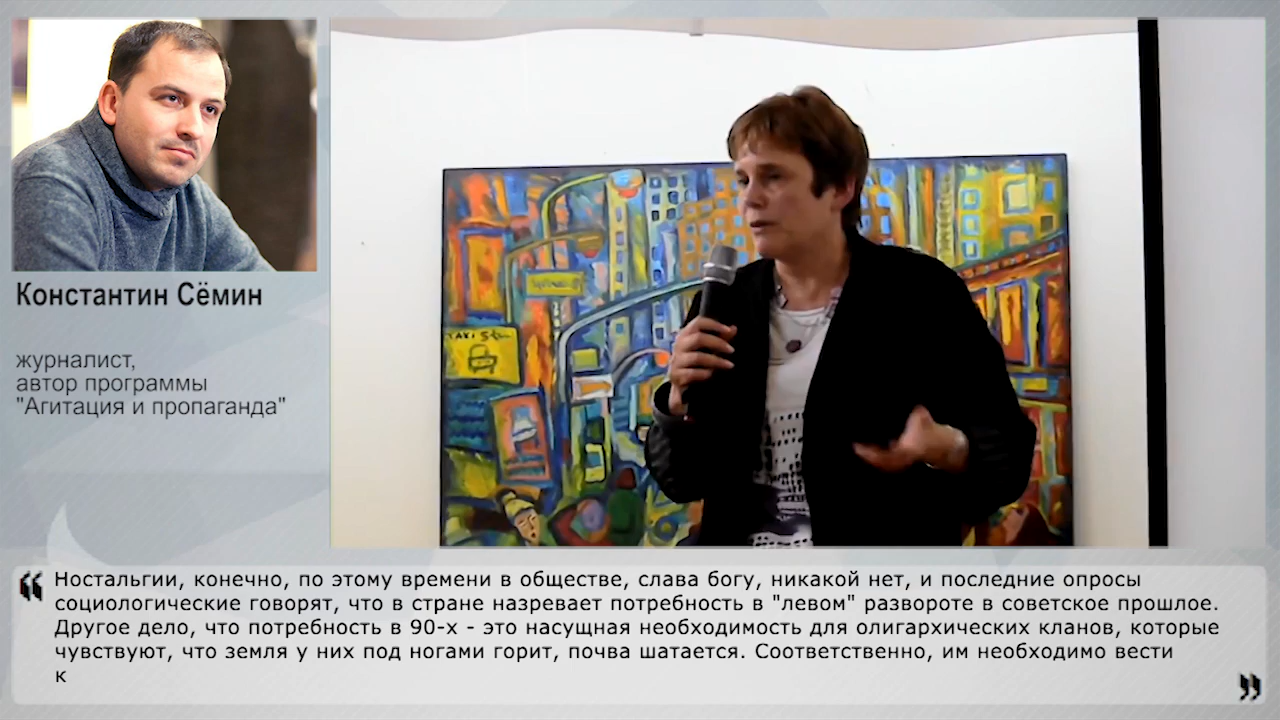 Константин Сёмин
журналист,
автор программы
"Агитация и пропаганда"
TAXI
Ностальгии, конечно, по этому времени в обществе, слава богу, никакой нет, и последние опросы
социологические говорят, что в стране назревает потребность в "левом" развороте в советское прошлое.
Другое дело, что потребность в 90-х - это насущная необходимость для олигархических кланов, которые
чувствуют, что земля у них под ногами горит, почва шатается. Соответственно, им необходимо вести
к